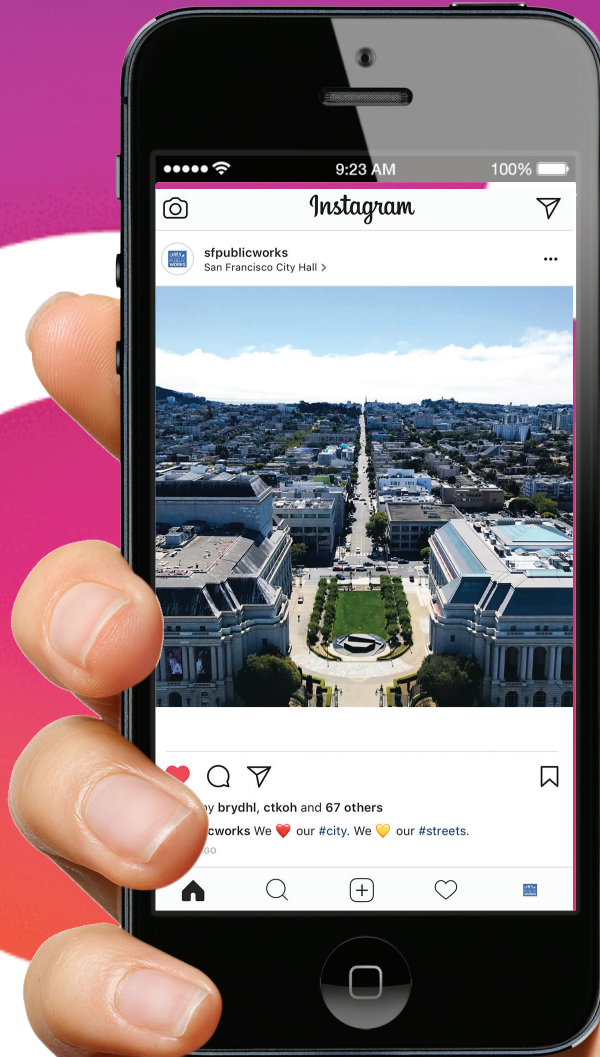 9:23 AM 100%
Instagram
sfpublicworks
San Francisco City Hall >
y brydhl, ctkoh and 67 others
cworks We ❤️ our #city. We 💛 our #streets.
GO